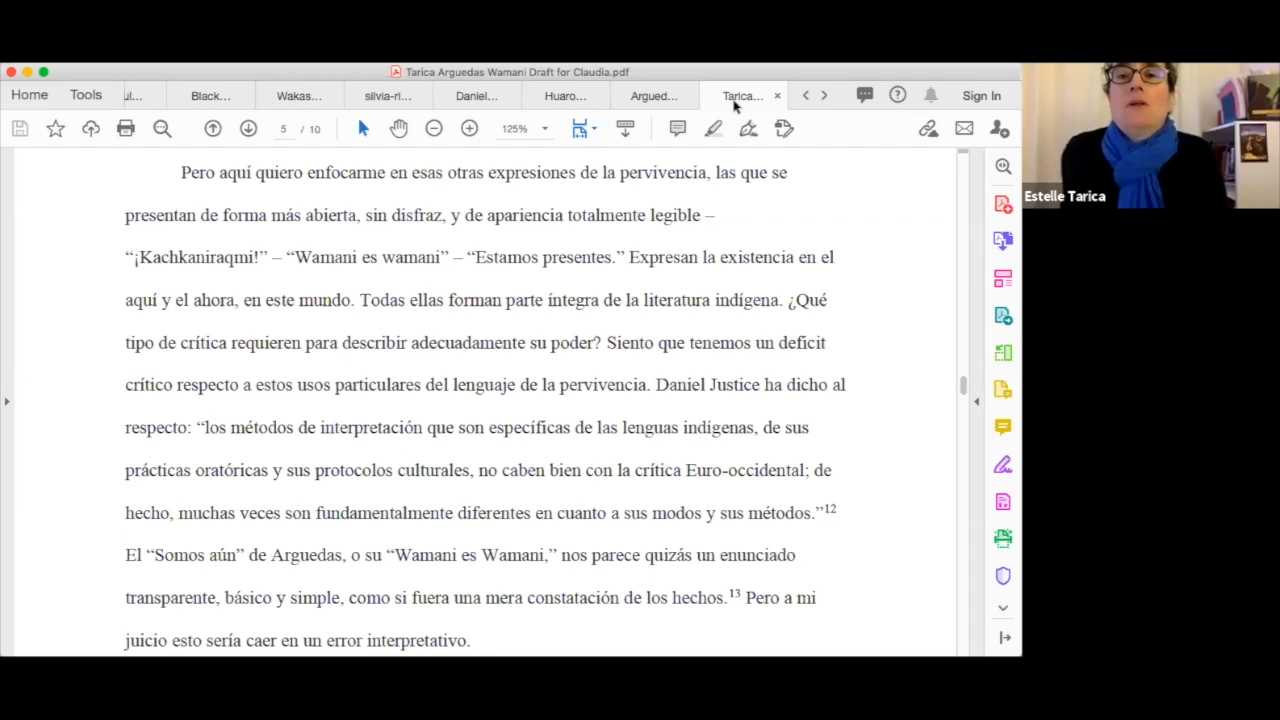 Tarica Arguedas Wamani Draft for Claudia.pdf
Home Tools ul... Black... Wakas... silvia-ri... Daniel... Huaro... Argued... Tarica... × Sign In
5 / 10 125%
Pero aquí quiero enfocarme en esas otras expresiones de la pervivencia, las que se
presentan de forma más abierta, sin disfraz, y de apariencia totalmente legible –
“¡Kachkaniraqmi!” – “Wamani es wamani” – “Estamos presentes.” Expresan la existencia en el
aquí y el ahora, en este mundo. Todas ellas forman parte íntegra de la literatura indígena. ¿Qué
tipo de crítica requieren para describir adecuadamente su poder? Siento que tenemos un deficit
crítico respecto a estos usos particulares del lenguaje de la pervivencia. Daniel Justice ha dicho al
respecto: “los métodos de interpretación que son específicas de las lenguas indígenas, de sus
prácticas oratóricas y sus protocolos culturales, no caben bien con la crítica Euro-occidental; de
hecho, muchas veces son fundamentalmente diferentes en cuanto a sus modos y sus métodos.”12
El “Somos aún” de Arguedas, o su “Wamani es Wamani,” nos parece quizás un enunciado
transparente, básico y simple, como si fuera una mera constatación de los hechos.13 Pero a mi
juicio esto sería caer en un error interpretativo.
Estelle Tarica